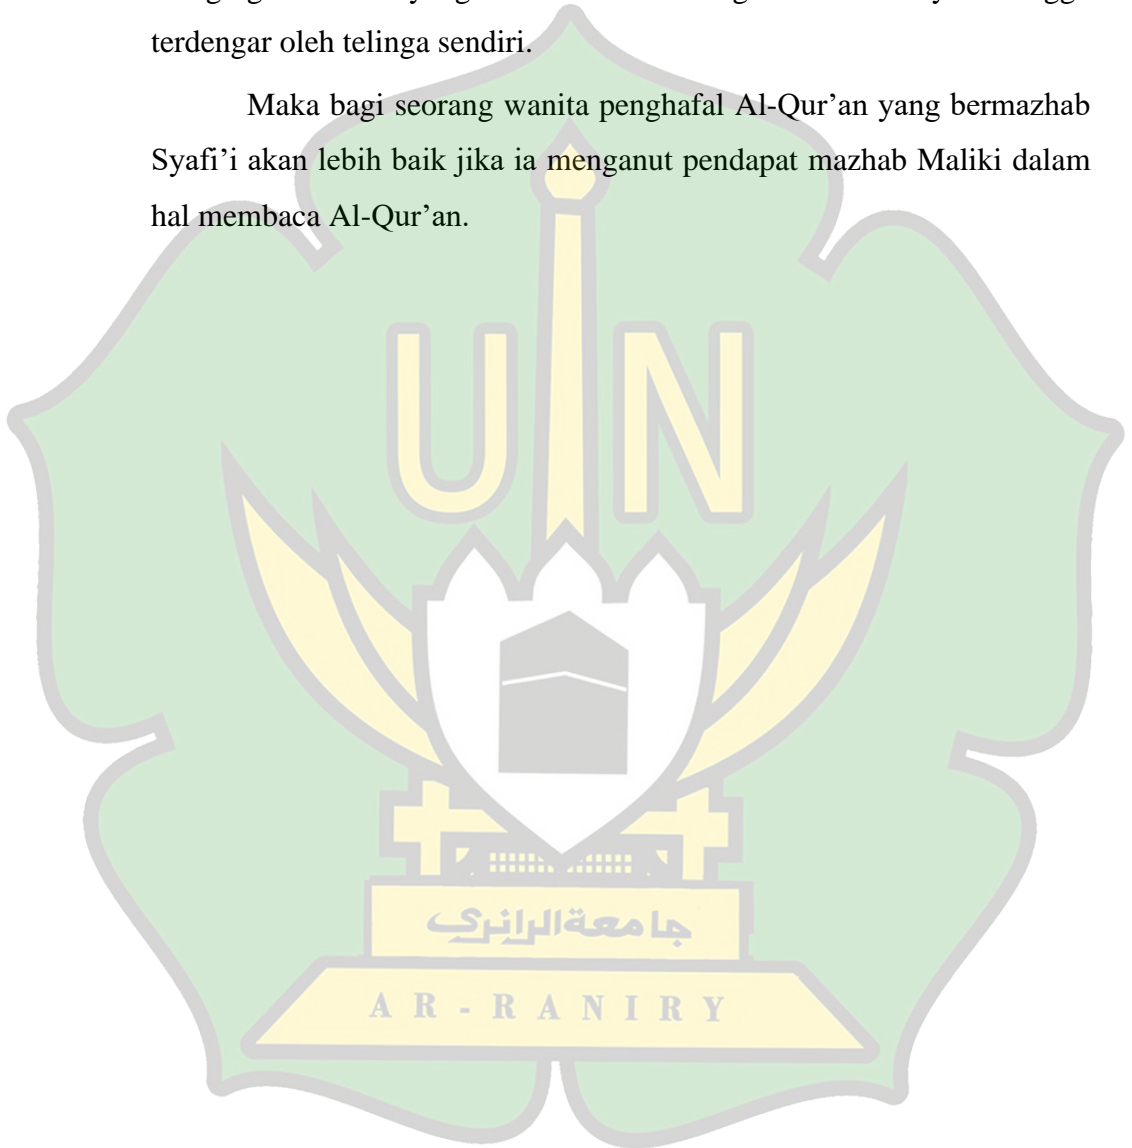 terdengar oleh telinga sendiri.
Maka bagi seorang wanita penghafal Al-Qur’an yang bermazhab
Syafi’i akan lebih baik jika ia menganut pendapat mazhab Maliki dalam
hal membaca Al-Qur’an.
UIN
جامعة الرانري
AR-RANIRY